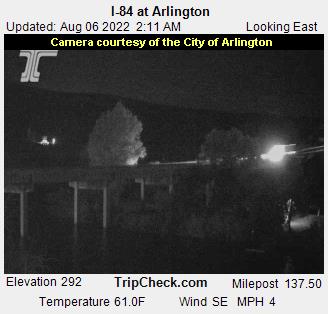 I-84 at Arlington
Updated: Aug 06 2022 2:11 AM Looking East
Camera courtesy of the City of Arlington
Elevation 292 TripCheck.com Milepost 137.50
Temperature 61.0F Wind SE MPH 4